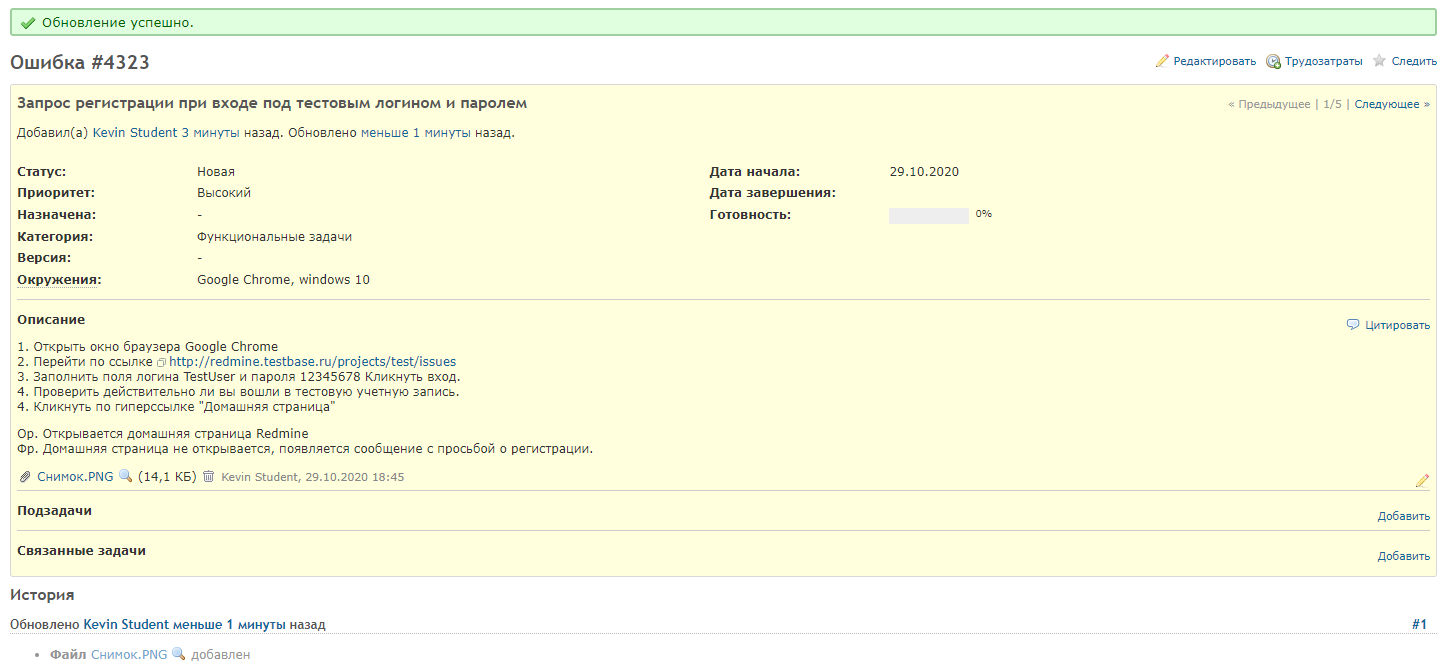 Обновление успешно.
Ошибка #4323
Редактировать Трудозатраты Следить
Запрос регистрации при входе под тестовым логином и паролем
« Предыдущее | 1/5 | Следующее »
Добавил(а) Kevin Student 3 минуты назад. Обновлено меньше 1 минуты назад.
Статус: Новая Дата начала: 29.10.2020
Приоритет: Высокий Дата завершения:
Назначена: - Готовность: 0%
Категория: Функциональные задачи
Версия: -
Окружения: Google Chrome, windows 10
Описание
Цитировать
1. Открыть окно браузера Google Chrome
2. Перейти по ссылке http://redmine.testbase.ru/projects/test/issues
3. Заполнить поля логина TestUser и пароля 12345678 Кликнуть вход.
4. Проверить действительно ли вы вошли в тестовую учетную запись.
4. Кликнуть по гиперссылке "Домашняя страница"
Ор. Открывается домашняя страница Redmine
Фр. Домашняя страница не открывается, появляется сообщение с просьбой о регистрации.
Снимок.PNG (14,1 КБ) Kevin Student, 29.10.2020 18:45
Подзадачи
Добавить
Связанные задачи
Добавить
История
Обновлено Kevin Student меньше 1 минуты назад #1
• Файл Снимок.PNG добавлен